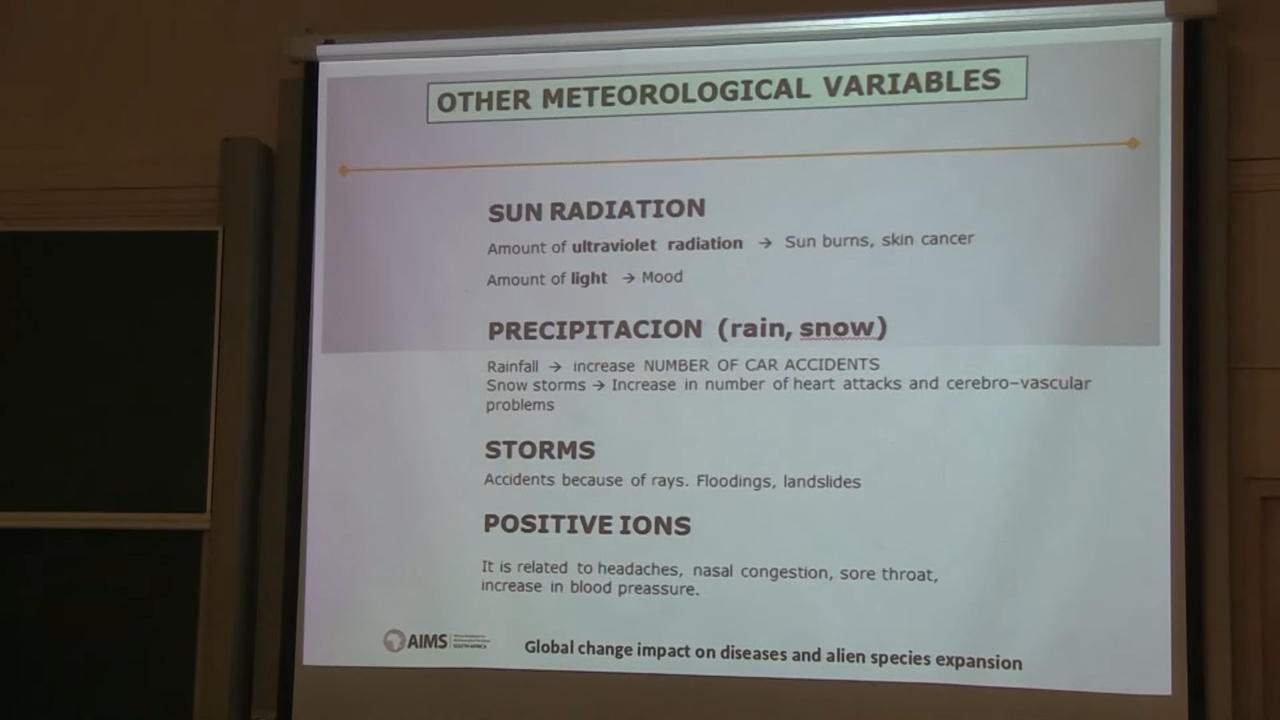 OTHER METEOROLOGICAL VARIABLES
SUN RADIATION
Amount of ultraviolet radiation → Sun burns, skin cancer
Amount of light → Mood
PRECIPITACION (rain, snow)
Rainfall → increase NUMBER OF CAR ACCIDENTS
Snow storms → Increase in number of heart attacks and cerebro-vascular
problems
STORMS
Accidents because of rays. Floodings, landslides
POSITIVE IONS
It is related to headaches, nasal congestion, sore throat,
increase in blood preassure.
AIMS
SOUTH AFRICA
Global change impact on diseases and alien species expansion